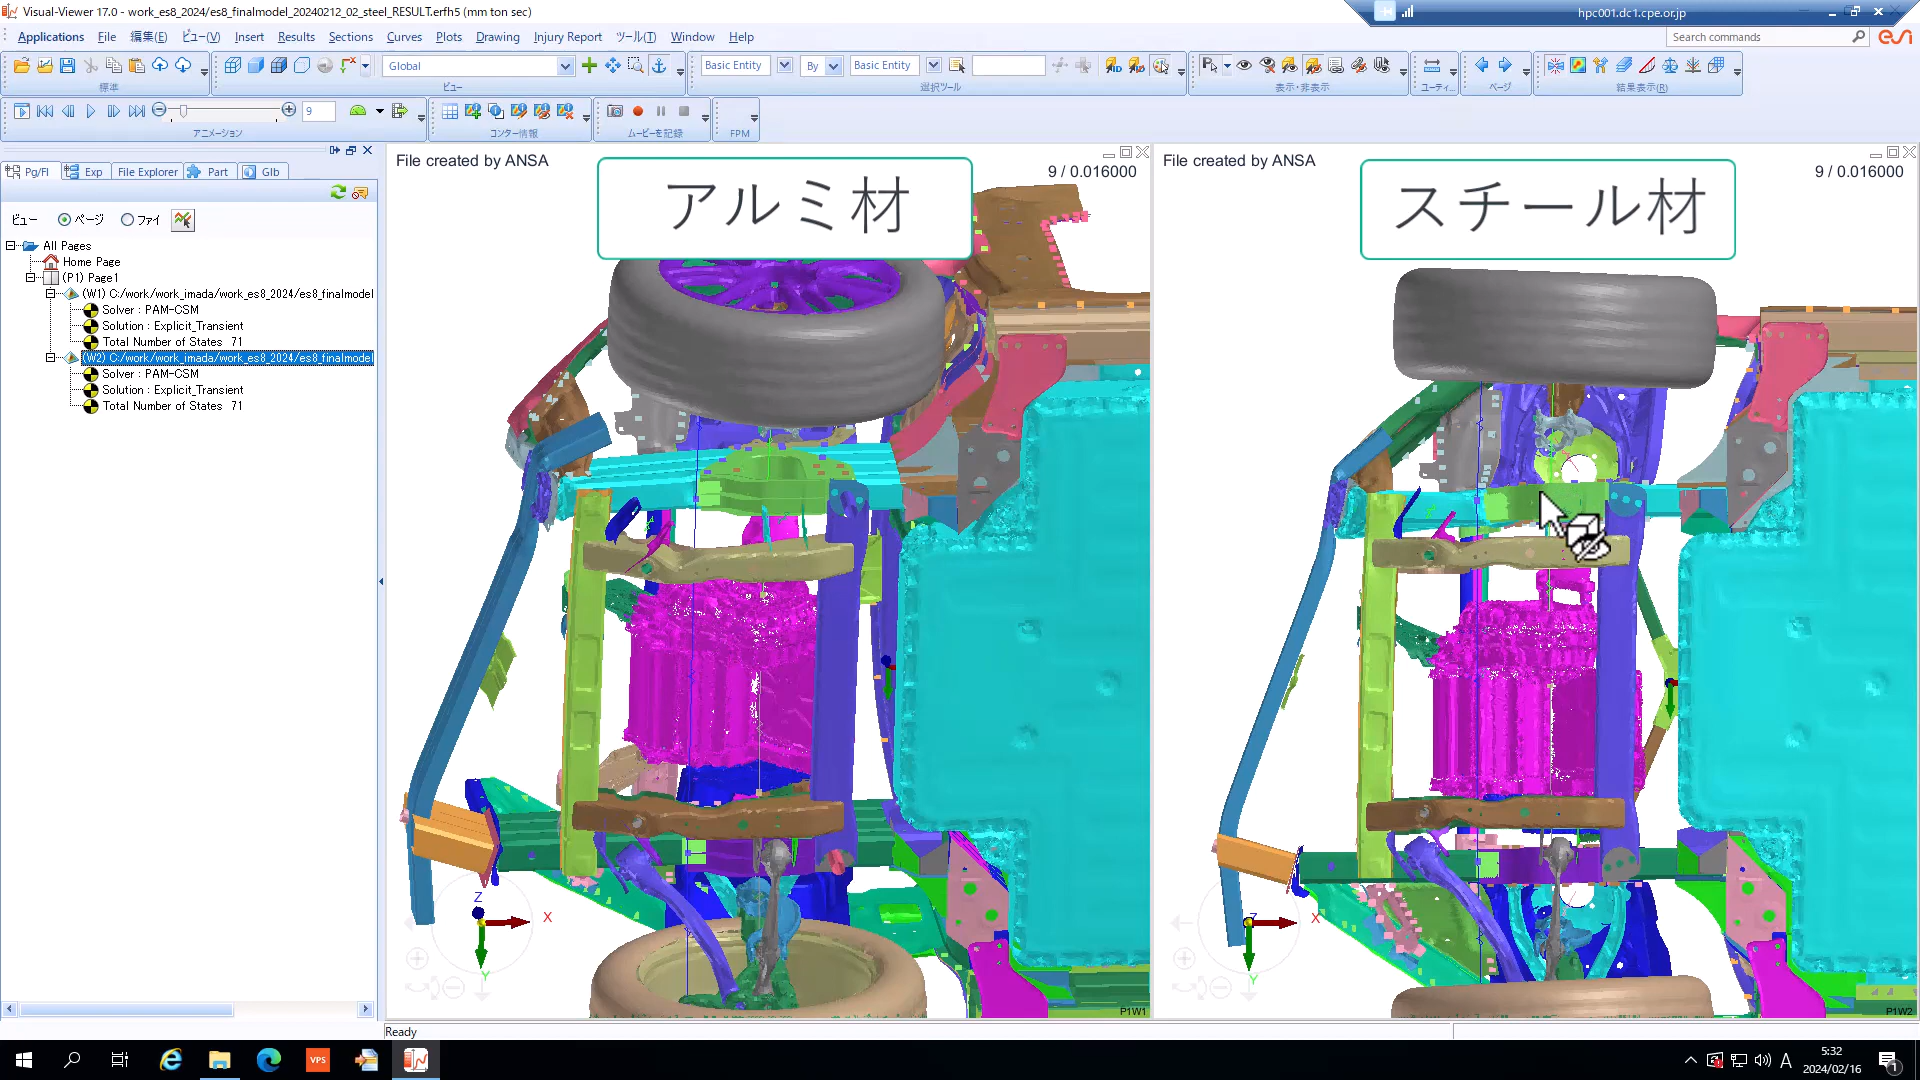 Visual-Viewer 17.0 - work_es8_2024/es8_finalmodel_20240212_02_steel_RESULT.erfh5 (mm ton sec)
hpc001.dc1.cpe.or.jp
Applications File 編集(E) ビュー(V) Insert Results Sections Curves Plots Drawing Injury Report ツール(T) Window Help
Search commands
esi
Global
Basic Entity
By
Basic Entity
標準
ビュー
選択ツール
表示・非表示
ユーティ...
ページ
結果表示(R)
9
アニメーション
コンター情報
ムービーを記録
FPM
Pg/Fl Exp File Explorer Part Glb
ビュー ページ ファイ
All Pages
Home Page
(P1) Page1
(W1) C:/work/work_imada/work_es8_2024/es8_finalmodel
Solver : PAM-CSM
Solution : Explicit_Transient
Total Number of States 71
(W2) C:/work/work_imada/work_es8_2024/es8_finalmodel
Solver : PAM-CSM
Solution : Explicit_Transient
Total Number of States 71
File created by ANSA
9 / 0.016000
アルミ材
Z
X
Y
P1W1
File created by ANSA
9 / 0.016000
スチール材
Z
X
Y
P1W2
Ready
VPS
A
5:32
2024/02/16
1